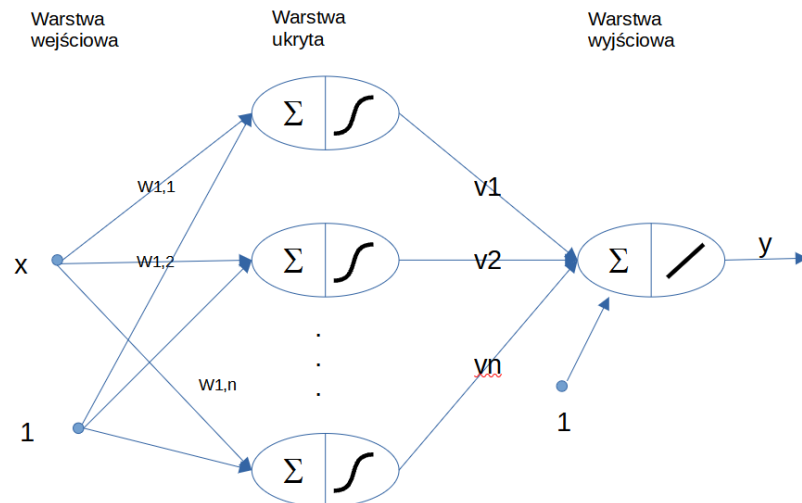 Warstwa
wejściowa
Warstwa
ukryta
Warstwa
wyjściowa
Σ
W1,1
v1
x
W1,2
Σ
v2
Σ
y
.
.
.
W1,n
vn
1
1
Σ